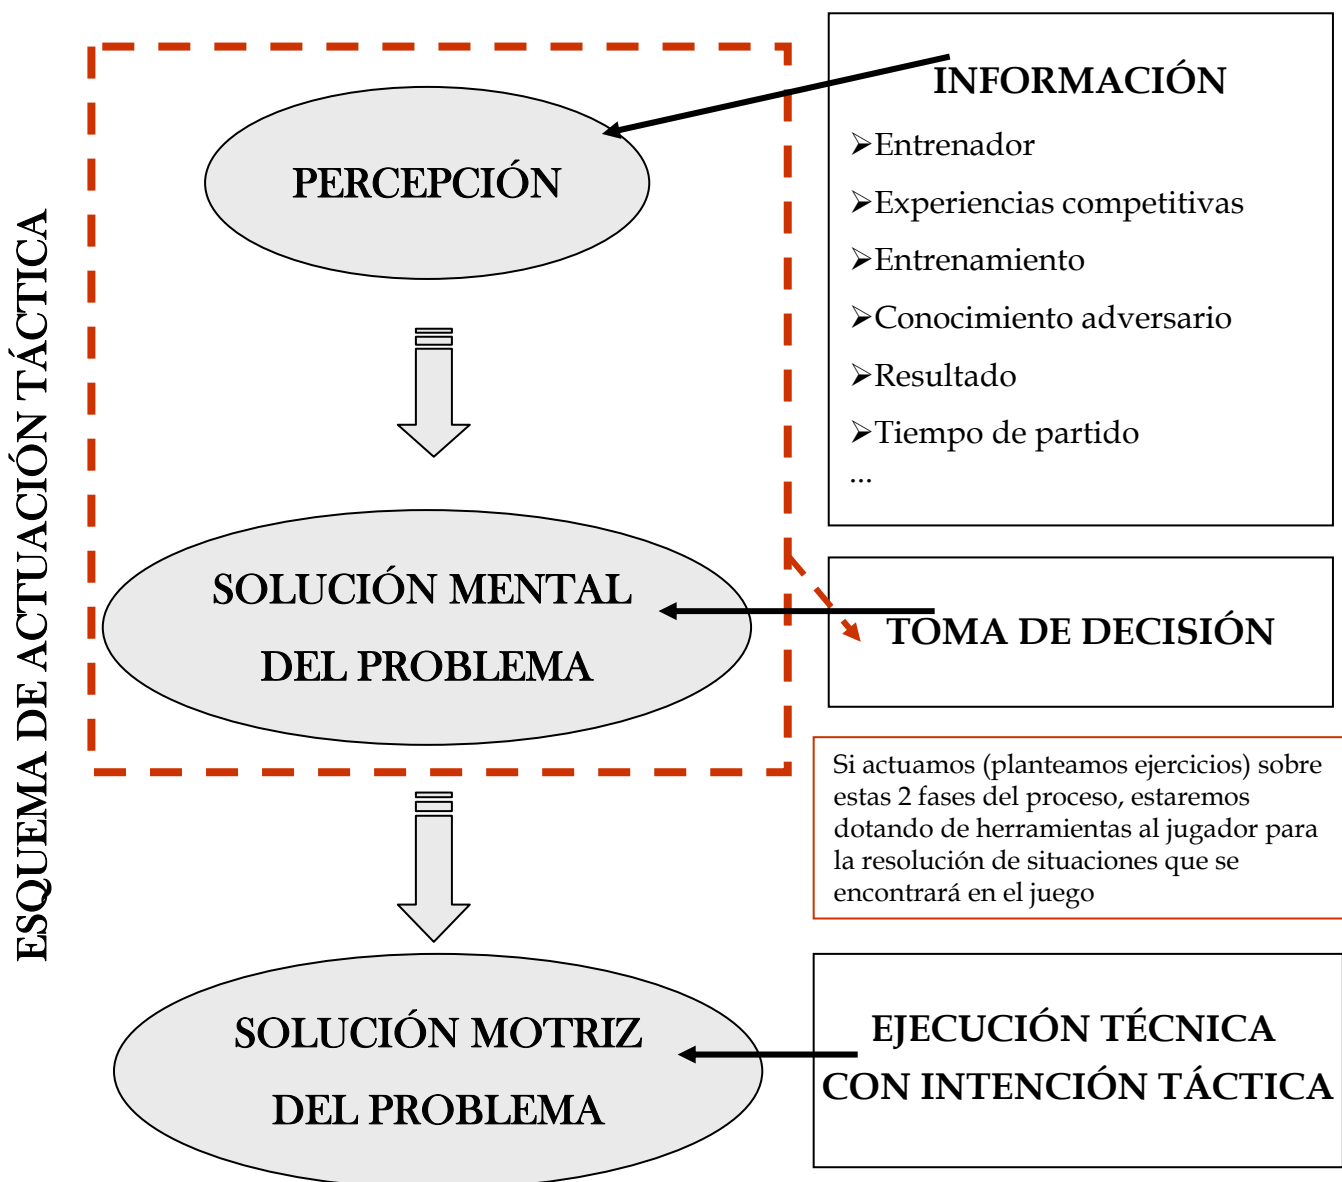 ESQUEMA DE ACTUACIÓN TÁCTICA
PERCEPCIÓN
INFORMACIÓN
➢Entrenador
➢Experiencias competitivas
➢Entrenamiento
➢Conocimiento adversario
➢Resultado
➢Tiempo de partido
...
SOLUCIÓN MENTAL
DEL PROBLEMA
TOMA DE DECISIÓN
Si actuamos (planteamos ejercicios) sobre
estas 2 fases del proceso, estaremos
dotando de herramientas al jugador para
la resolución de situaciones que se
encontrará en el juego
SOLUCIÓN MOTRIZ
DEL PROBLEMA
EJECUCIÓN TÉCNICA
CON INTENCIÓN TÁCTICA